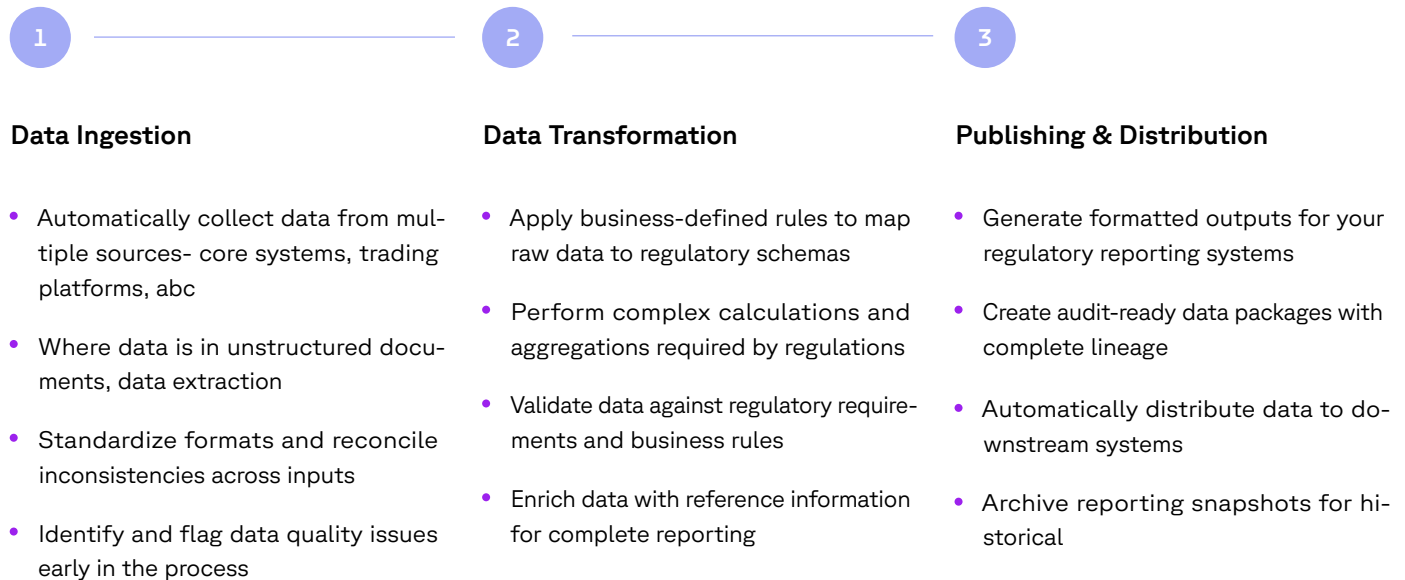 1
2
3
Data Ingestion
Automatically collect data from mul-
tiple sources- core systems, trading
platforms, abc
Where data is in unstructured docu-
ments, data extraction
Standardize formats and reconcile
inconsistencies across inputs
Identify and flag data quality issues
early in the process
Data Transformation
Apply business-defined rules to map
raw data to regulatory schemas
Perform complex calculations and
aggregations required by regulations
Validate data against regulatory require-
ments and business rules
Enrich data with reference information
for complete reporting
Publishing & Distribution
Generate formatted outputs for your
regulatory reporting systems
Create audit-ready data packages with
complete lineage
Automatically distribute data to do-
wnstream systems
Archive reporting snapshots for hi-
storical